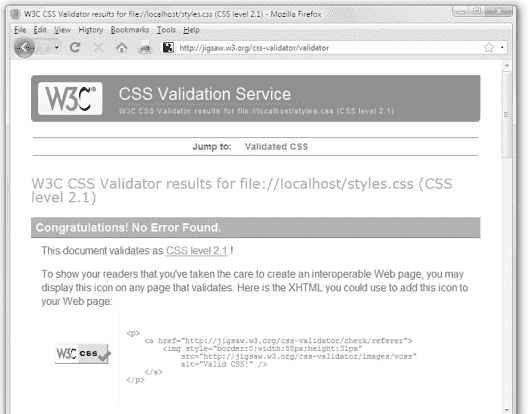 W3C CSS Validator results for file://localhost/styles.css (CSS level 2.1) - Mozilla Firefox
File Edit View History Bookmarks Tools Help
http://jigsaw.w3.org/css-validator/validator
W3C® CSS Validation Service
W3C CSS Validator results for file://localhost/styles.css (CSS level 2.1)
Jump to: Validated CSS
W3C CSS Validator results for file://localhost/styles.css (CSS
level 2.1)
Congratulations! No Error Found.
This document validates as CSS level 2.1 !
To show your readers that you've taken the care to create an interoperable Web page, you may
display this icon on any page that validates. Here is the XHTML you could use to add this icon to
your Web page:
<p>
<a href="http://jigsaw.w3.org/css-validator/check/referer">
<img style="border:0;width:88px;height:31px"
src="http://jigsaw.w3.org/css-validator/images/vcss"
alt="Valid CSS!" />
</a>
</p>
W3C css